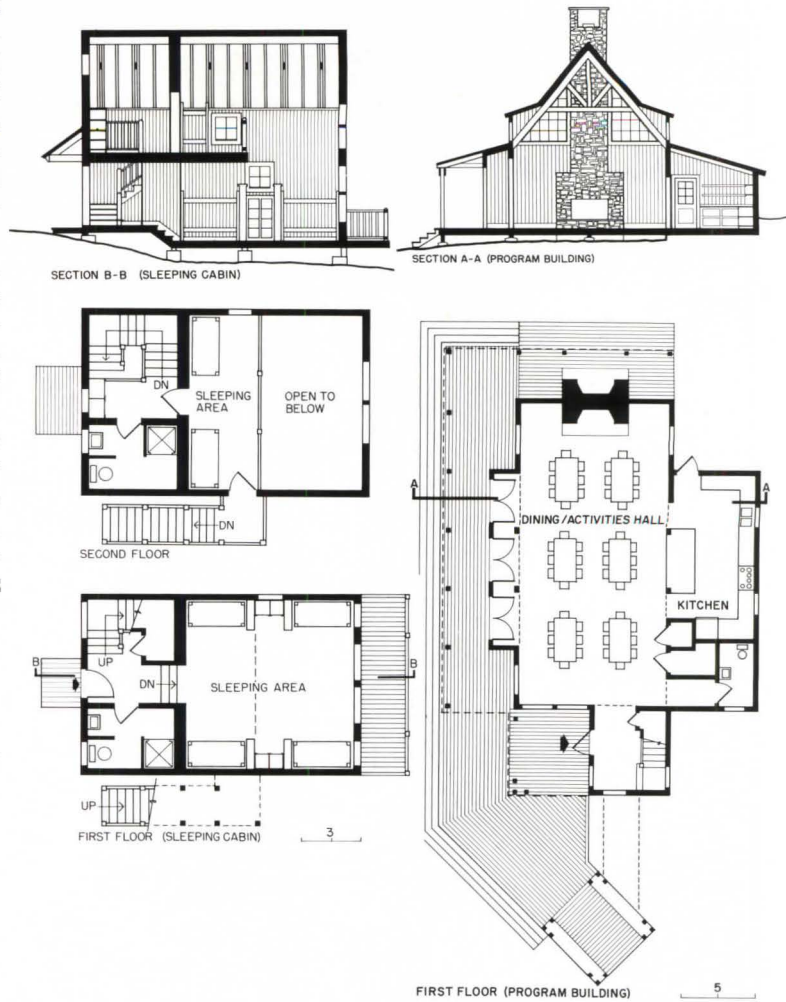 SECTION B-B (SLEEPING CABIN)
SECTION A-A (PROGRAM BUILDING)
DN
SLEEPING
AREA
OPEN TO
BELOW
DN
SECOND FLOOR
UP
B
DN
SLEEPING AREA
B
UP
FIRST FLOOR (SLEEPING CABIN)
3
A
A
DINING/ACTIVITIES HALL
KITCHEN
FIRST FLOOR (PROGRAM BUILDING)
5